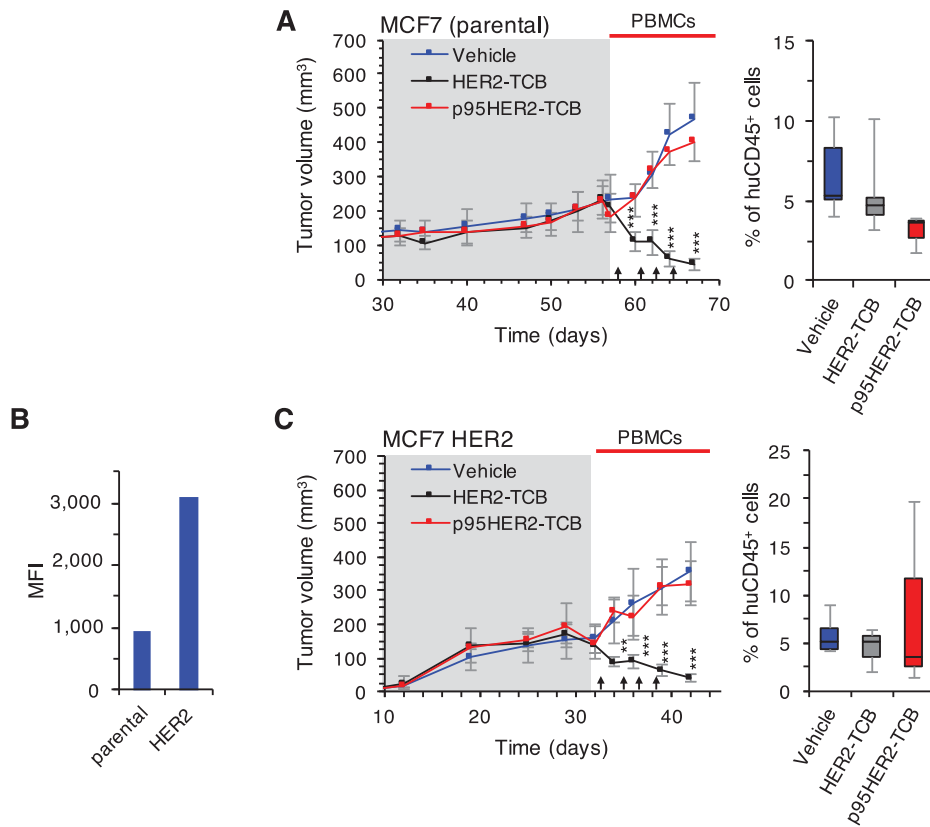 A
MCF7 (parental)
PBMCs
Vehicle
HER2-TCB
p95HER2-TCB
Tumor volume (mm3)
700
600
500
400
300
200
100
0
***
***
***
***
30 40 50 60 70
Time (days)
% of huCD45+ cells
15
10
5
0
Vehicle
HER2-TCB
p95HER2-TCB
B
MFI
3,000
2,000
1,000
0
parental
HER2
C
MCF7 HER2
PBMCs
Vehicle
HER2-TCB
p95HER2-TCB
Tumor volume (mm3)
700
600
500
400
300
200
100
0
**
***
***
***
10 20 30 40
Time (days)
% of huCD45+ cells
25
20
15
10
5
0
Vehicle
HER2-TCB
p95HER2-TCB